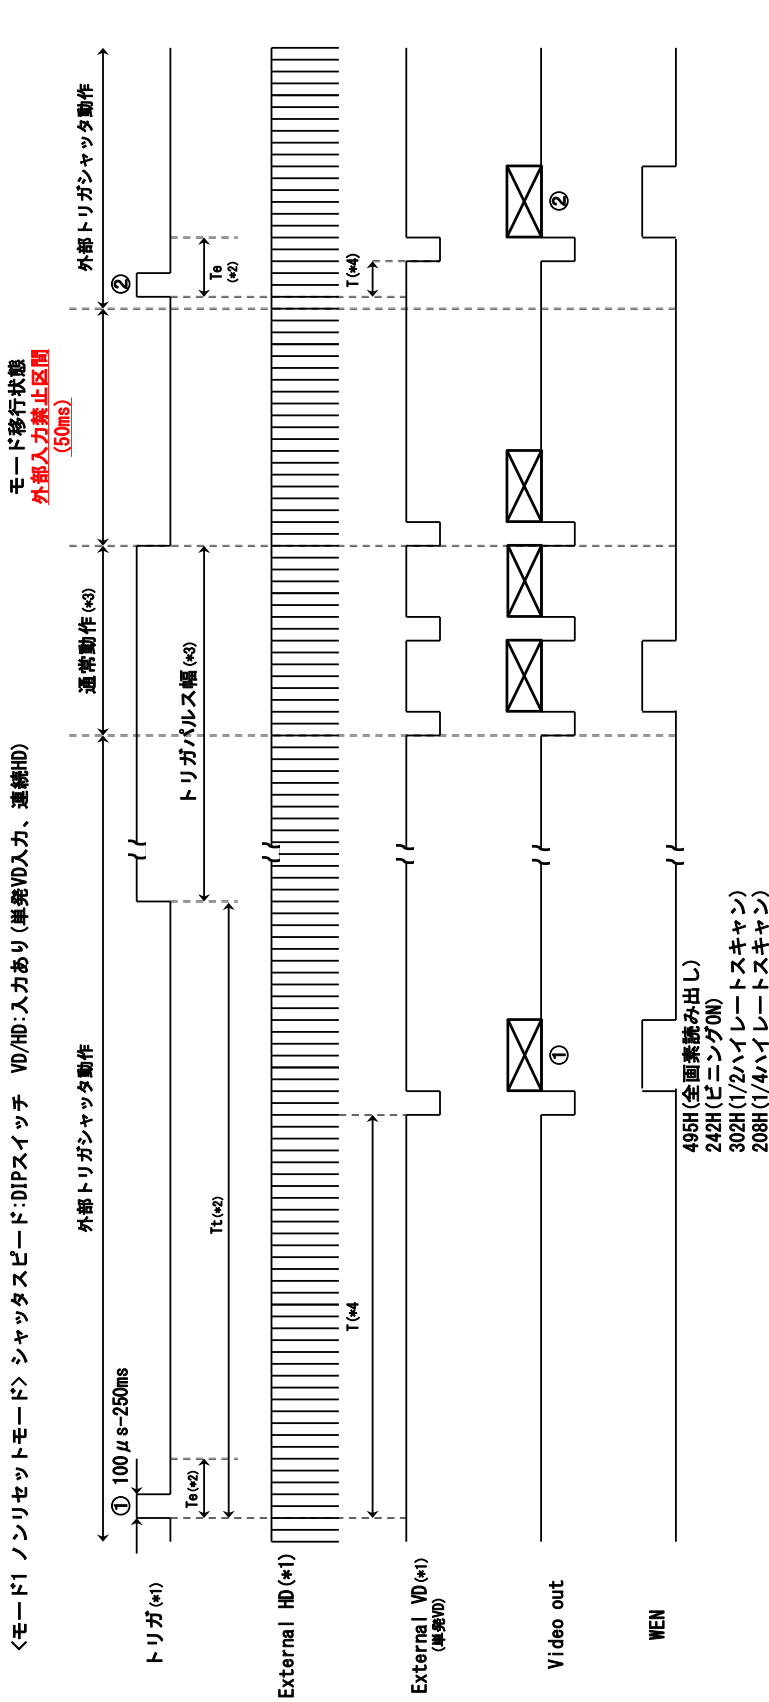 <モード1 ノンリセットモード> シャッタスピード:DIPスイッチ VD/HD:入力あり(単発VD入力、連続HD)
モード移行状態
外部入力禁止区間
(50ms)
外部トリガシャッタ動作
通常動作(*3)
外部トリガシャッタ動作
① 100μs-250ms
②
トリガ(*1)
Te(*2)
Tt(*2)
トリガパルス幅(*3)
Te
(*2)
External HD(*1)
T(*4
T(*4)
External VD(*1)
(単発VD)
Video out
①
②
WEN
495H(全画素読み出し)
242H(ビニングON)
302H(1/2ハイレートスキャン)
208H(1/4ハイレートスキャン)